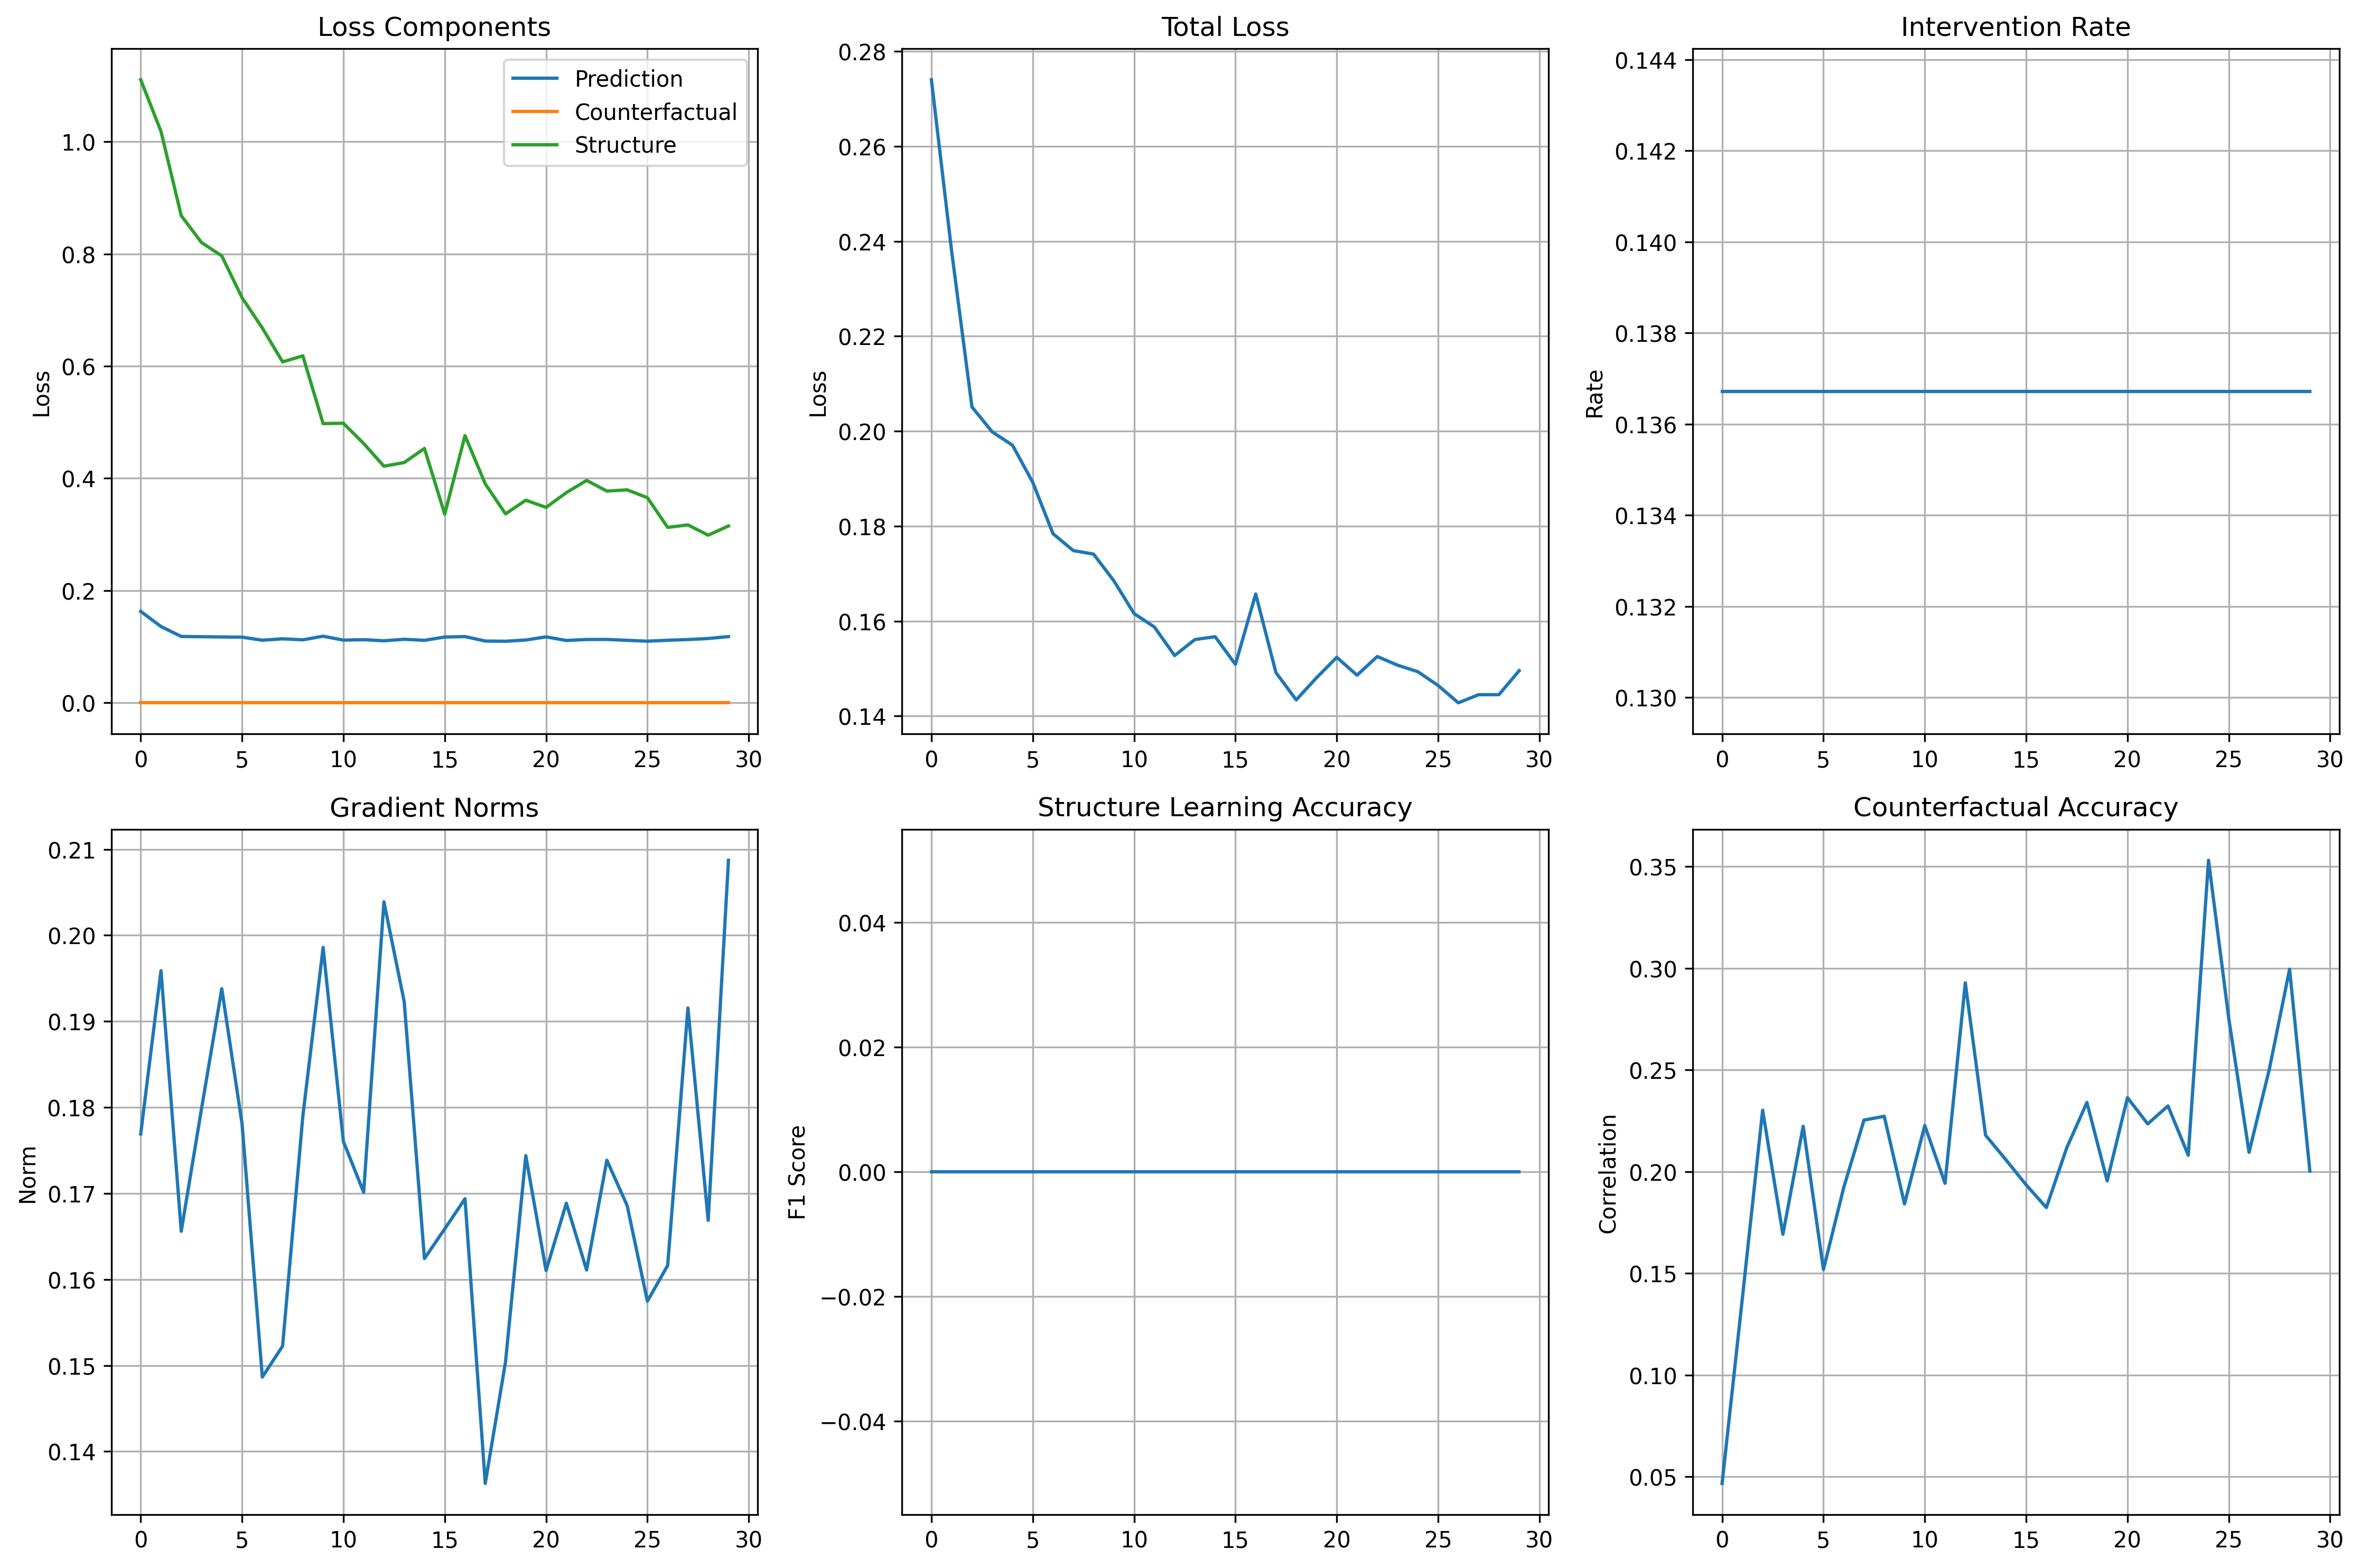 Loss Components
Loss
1.0
0.8
0.6
0.4
0.2
0.0
0 5 10 15 20 25 30
Prediction
Counterfactual
Structure
Total Loss
Loss
0.28
0.26
0.24
0.22
0.20
0.18
0.16
0.14
0 5 10 15 20 25 30
Intervention Rate
Rate
0.144
0.142
0.140
0.138
0.136
0.134
0.132
0.130
0 5 10 15 20 25 30
Gradient Norms
Norm
0.21
0.20
0.19
0.18
0.17
0.16
0.15
0.14
0 5 10 15 20 25 30
Structure Learning Accuracy
F1 Score
0.04
0.02
0.00
−0.02
−0.04
0 5 10 15 20 25 30
Counterfactual Accuracy
Correlation
0.35
0.30
0.25
0.20
0.15
0.10
0.05
0 5 10 15 20 25 30